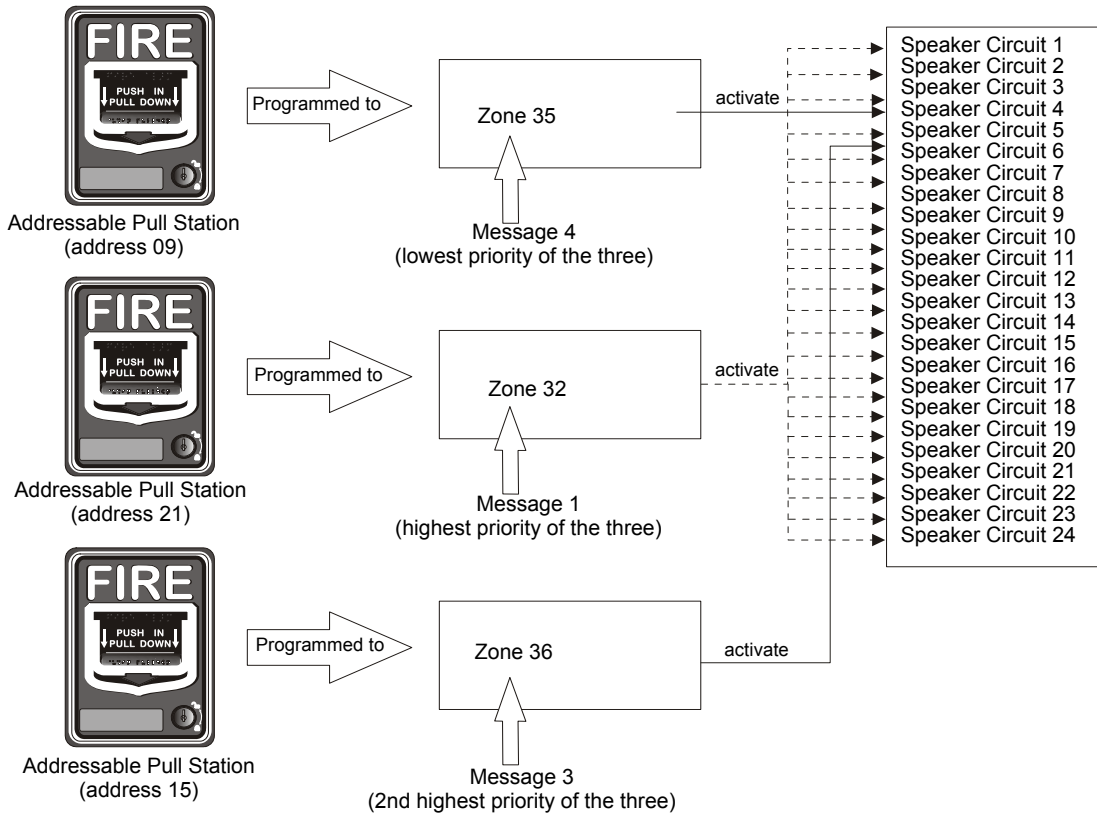 FIRE
PUSH IN
PULL DOWN
Addressable Pull Station
(address 09)
Programmed to
Zone 35
Message 4
(lowest priority of the three)
activate
FIRE
PUSH IN
PULL DOWN
Addressable Pull Station
(address 21)
Programmed to
Zone 32
Message 1
(highest priority of the three)
activate
FIRE
PUSH IN
PULL DOWN
Addressable Pull Station
(address 15)
Programmed to
Zone 36
Message 3
(2nd highest priority of the three)
activate
Speaker Circuit 1
Speaker Circuit 2
Speaker Circuit 3
Speaker Circuit 4
Speaker Circuit 5
Speaker Circuit 6
Speaker Circuit 7
Speaker Circuit 8
Speaker Circuit 9
Speaker Circuit 10
Speaker Circuit 11
Speaker Circuit 12
Speaker Circuit 13
Speaker Circuit 14
Speaker Circuit 15
Speaker Circuit 16
Speaker Circuit 17
Speaker Circuit 18
Speaker Circuit 19
Speaker Circuit 20
Speaker Circuit 21
Speaker Circuit 22
Speaker Circuit 23
Speaker Circuit 24